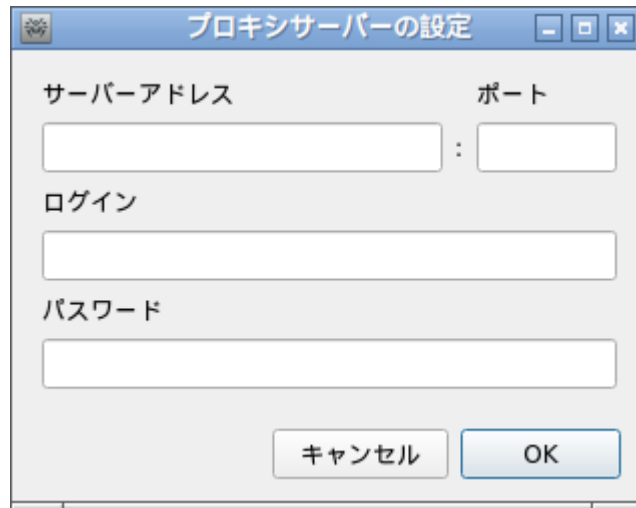 プロキシサーバーの設定
サーバーアドレス ポート
:
ログイン
パスワード
キャンセル OK